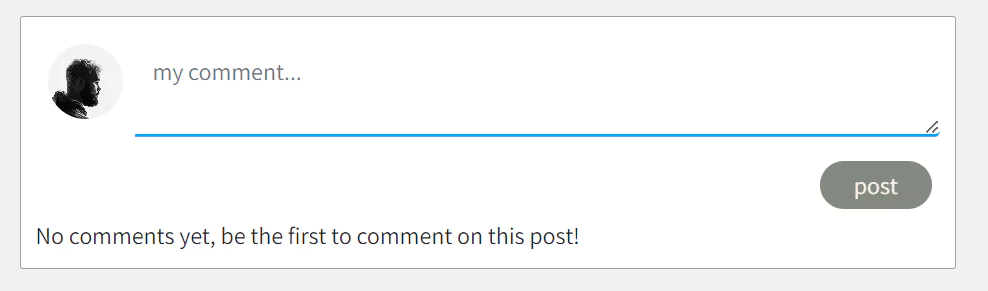 my comment...
post
No comments yet, be the first to comment on this post!